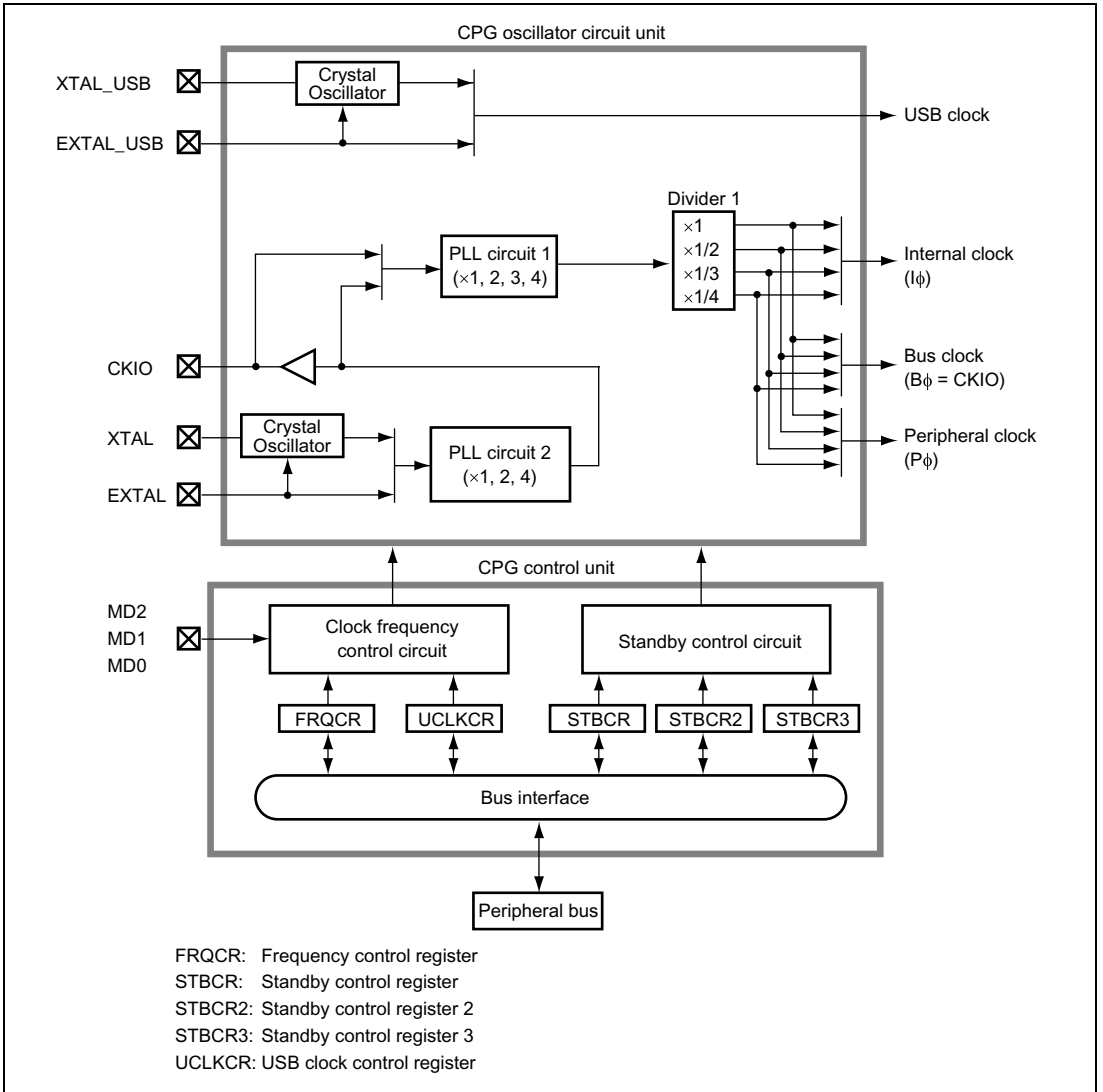 CPG oscillator circuit unit
XTAL_USB
Crystal
Oscillator
EXTAL_USB
USB clock
Divider 1
×1
×1/2
×1/3
×1/4
PLL circuit 1
(×1, 2, 3, 4)
Internal clock
(Iϕ)
CKIO
Bus clock
(Bϕ = CKIO)
XTAL
Crystal
Oscillator
PLL circuit 2
(×1, 2, 4)
Peripheral clock
(Pϕ)
EXTAL
CPG control unit
MD2
MD1
MD0
Clock frequency
control circuit
Standby control circuit
FRQCR
UCLKCR
STBCR
STBCR2
STBCR3
Bus interface
Peripheral bus
FRQCR: Frequency control register
STBCR: Standby control register
STBCR2: Standby control register 2
STBCR3: Standby control register 3
UCLKCR: USB clock control register